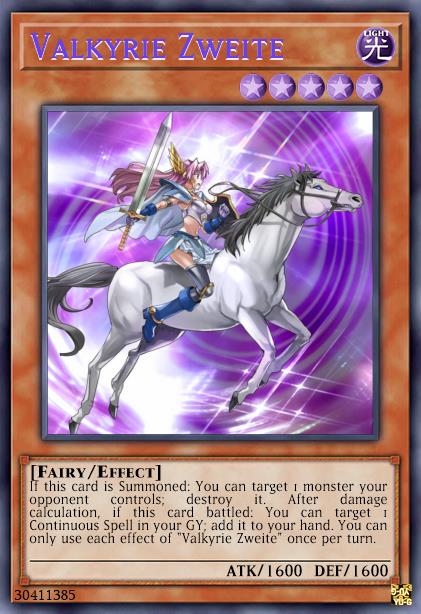 Valkyrie Zweite
LIGHT
光
[Fairy/Effect]
If this card is Summoned: You can target 1 monster your
opponent controls; destroy it. After damage
calculation, if this card battled: You can target 1
Continuous Spell in your GY; add it to your hand. You can
only use each effect of "Valkyrie Zweite" once per turn.
ATK/1600 DEF/1600
30411385